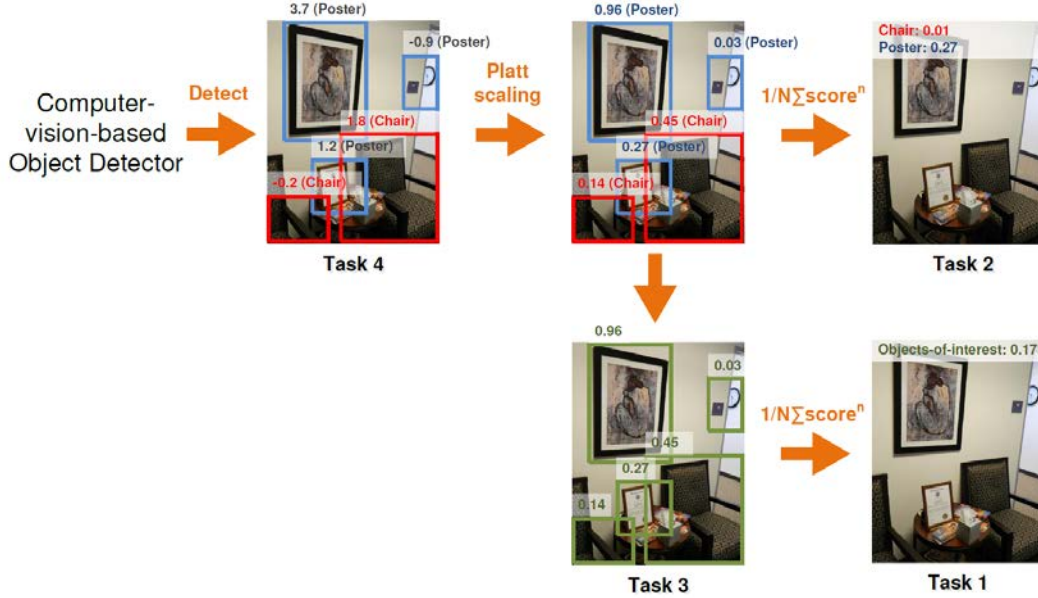 Computer-
vision-based
Object Detector
Detect
3.7 (Poster)
-0.9 (Poster)
1.8 (Chair)
1.2 (Poster)
-0.2 (Chair)
Task 4
Platt
scaling
0.96 (Poster)
0.03 (Poster)
0.45 (Chair)
0.27 (Poster)
0.14 (Chair)
1/N∑scoreⁿ
Chair: 0.01
Poster: 0.27
Task 2
0.96
0.03
0.45
0.27
0.14
Task 3
1/N∑scoreⁿ
Objects-of-interest: 0.17
Task 1